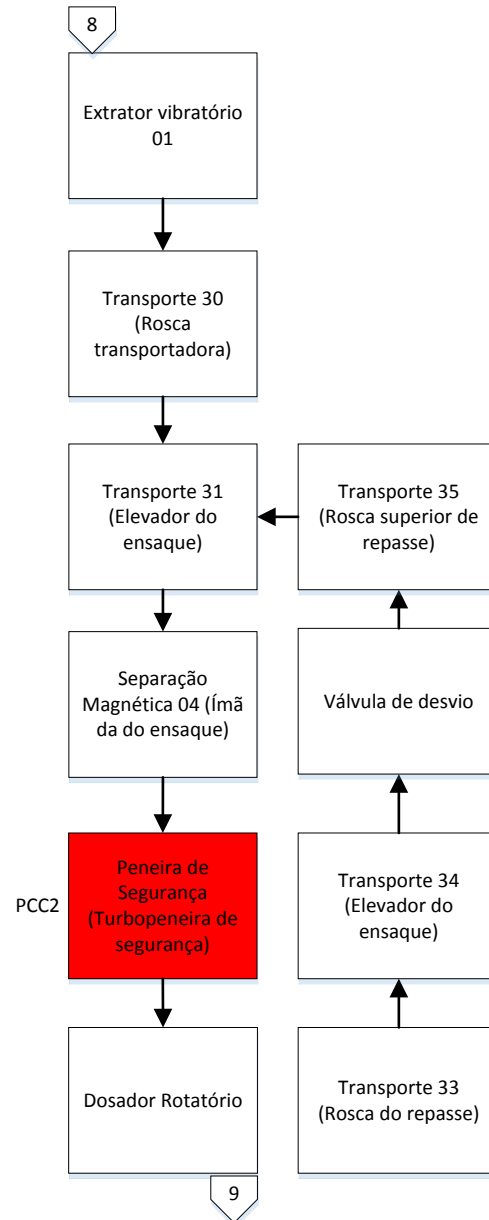 8
Extrator vibratório
01
Transporte 30
(Rosca
transportadora)
Transporte 31
(Elevador do
ensaque)
Transporte 35
(Rosca superior de
repasse)
Separação
Magnética 04 (Ímã
da do ensaque)
Válvula de desvio
PCC2
Peneira de
Segurança
(Turbopeneira de
segurança)
Transporte 34
(Elevador do
ensaque)
Dosador Rotatório
Transporte 33
(Rosca do repasse)
9